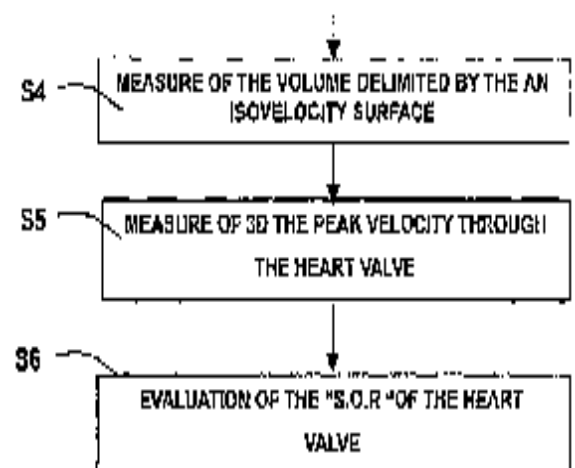 S4
MEASURE OF THE VOLUME DELIMITED BY THE AN
ISOVELOCITY SURFACE
S5
MEASURE OF 3D THE PEAK VELOCITY THROUGH
THE HEART VALVE
S6
EVALUATION OF THE "S.O.R "OF THE HEART
VALVE